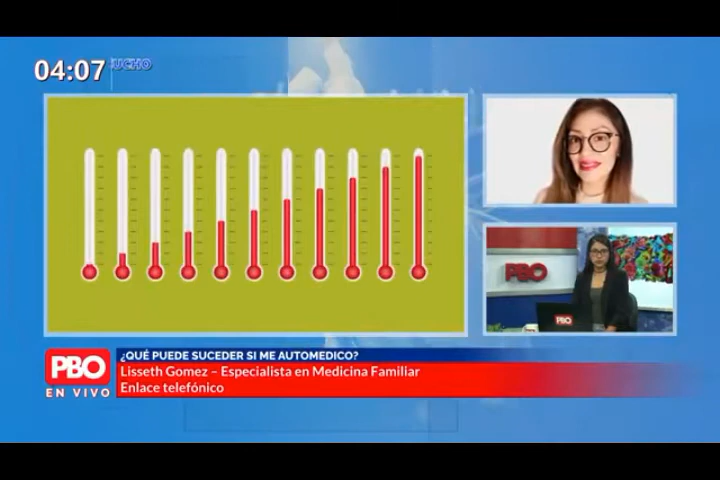 04:07
UCHO
PBO
PBO
PBO
EN VIVO
¿QUÉ PUEDE SUCEDER SI ME AUTOMEDICO?
Lisseth Gomez – Especialista en Medicina Familiar
Enlace telefónico